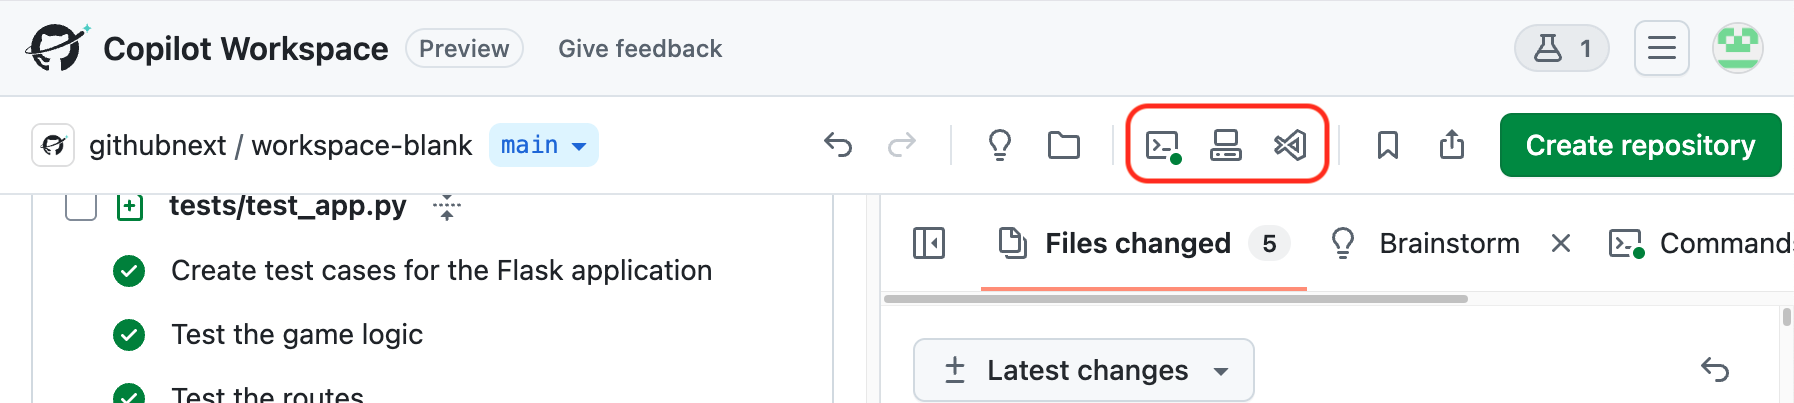 Copilot Workspace Preview Give feedback 1
githubnext / workspace-blank main Create repository
tests/test_app.py
Create test cases for the Flask application
Test the game logic
Test the routes
Files changed 5 Brainstorm Commands
Latest changes